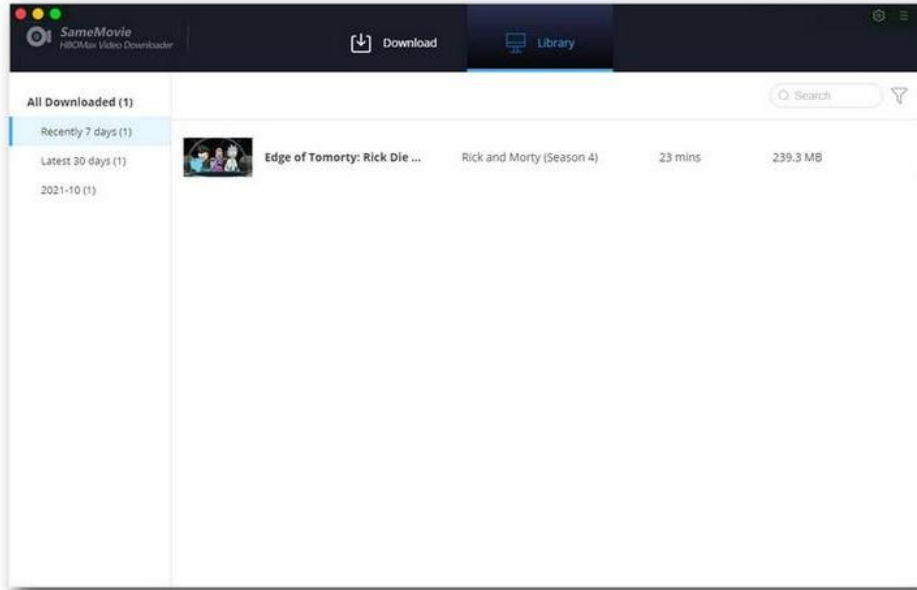 SameMovie
HBOMax Video Downloader
Download
Library
All Downloaded (1)
Search
Recently 7 days (1)
Latest 30 days (1)
2021-10 (1)
Edge of Tomorty: Rick Die ... Rick and Morty (Season 4) 23 mins 239.3 MB